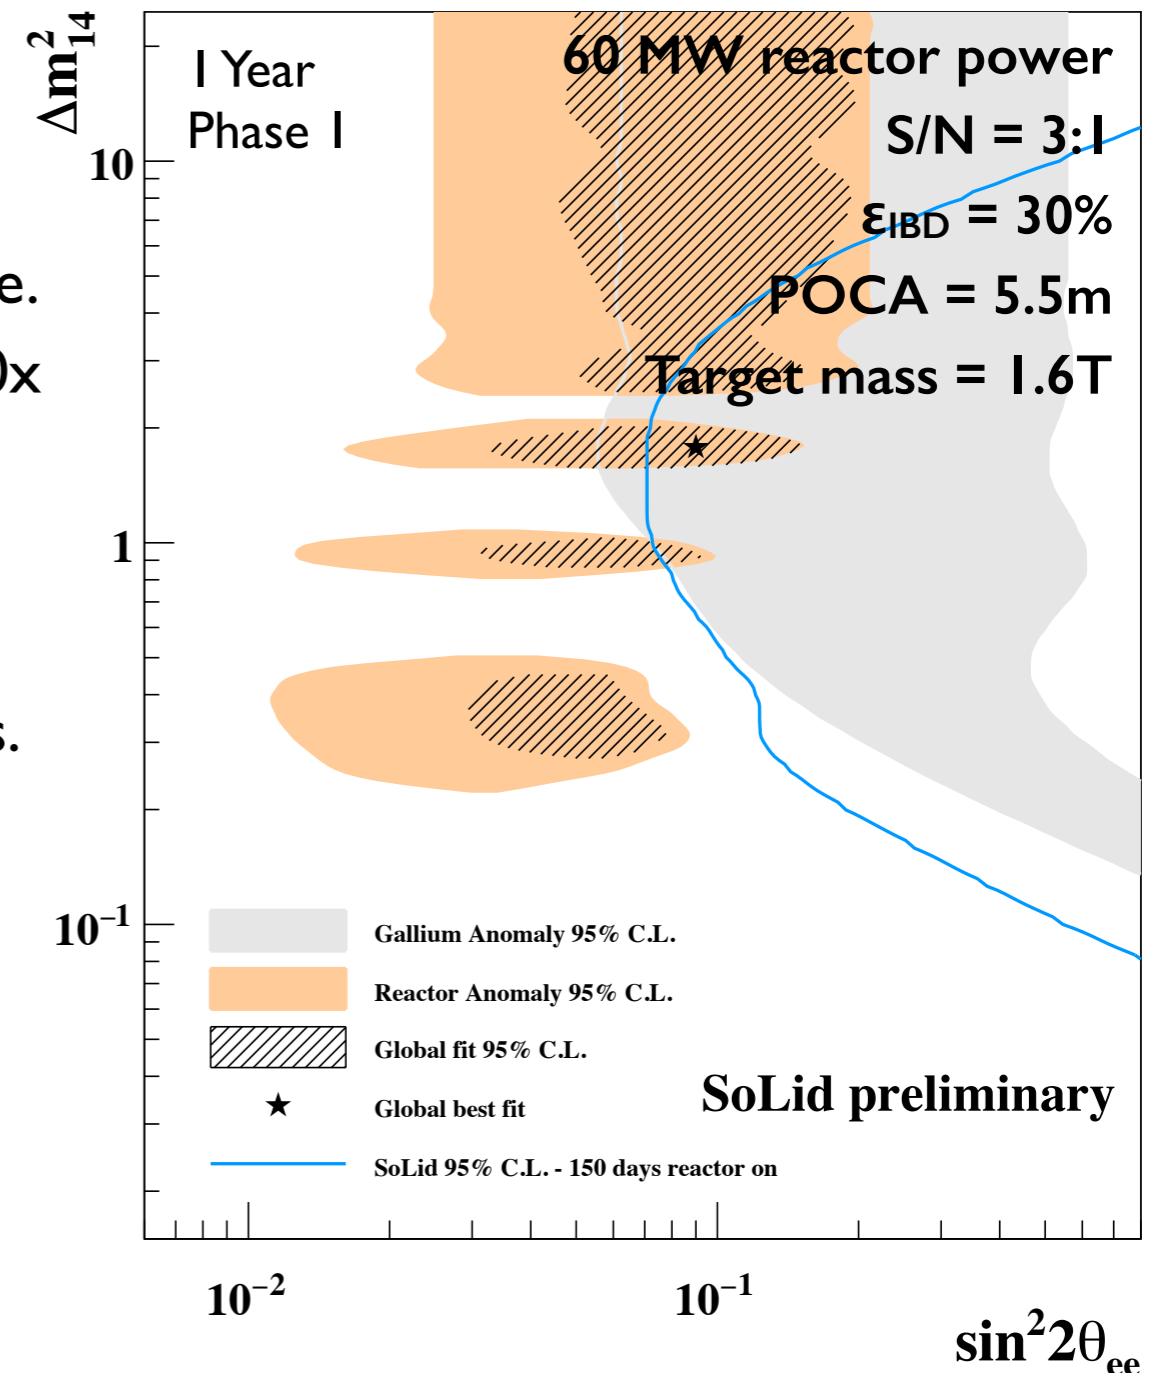 Δm²₁₄
1 Year
Phase 1
60 MW reactor power
S/N = 3:1
εIBD = 30%
POCA = 5.5m
Target mass = 1.6T
e.
0x
s.
10
1
10⁻¹
Gallium Anomaly 95% C.L.
Reactor Anomaly 95% C.L.
Global fit 95% C.L.
Global best fit
SoLid 95% C.L. - 150 days reactor on
SoLid preliminary
10⁻² 10⁻¹
sin²2θee